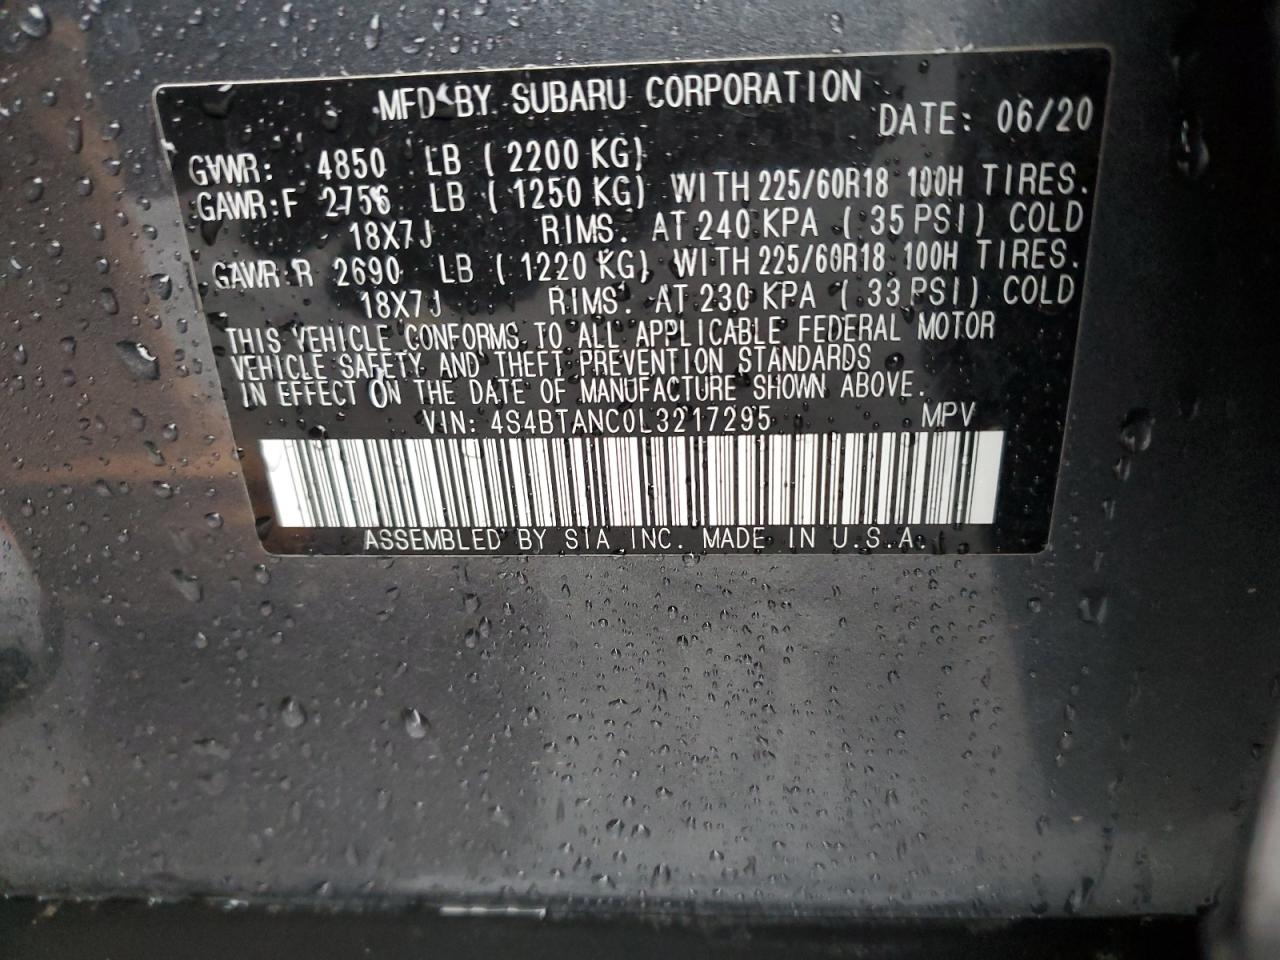 MFD BY SUBARU CORPORATION
DATE: 06/20
GVWR: 4850 LB ( 2200 KG)
GAWR:F 2756 LB ( 1250 KG) WITH 225/60R18 100H TIRES.
18X7J RIMS. AT 240 KPA ( 35 PSI) COLD
GAWR:R 2690 LB ( 1220 KG) WITH 225/60R18 100H TIRES.
18X7J RIMS. AT 230 KPA ( 33 PSI) COLD
THIS VEHICLE CONFORMS TO ALL APPLICABLE FEDERAL MOTOR
VEHICLE SAFETY AND THEFT PREVENTION STANDARDS
IN EFFECT ON THE DATE OF MANUFACTURE SHOWN ABOVE.
VIN: 4S4BTANC0L3217295 MPV
ASSEMBLED BY SIA INC. MADE IN U.S.A.